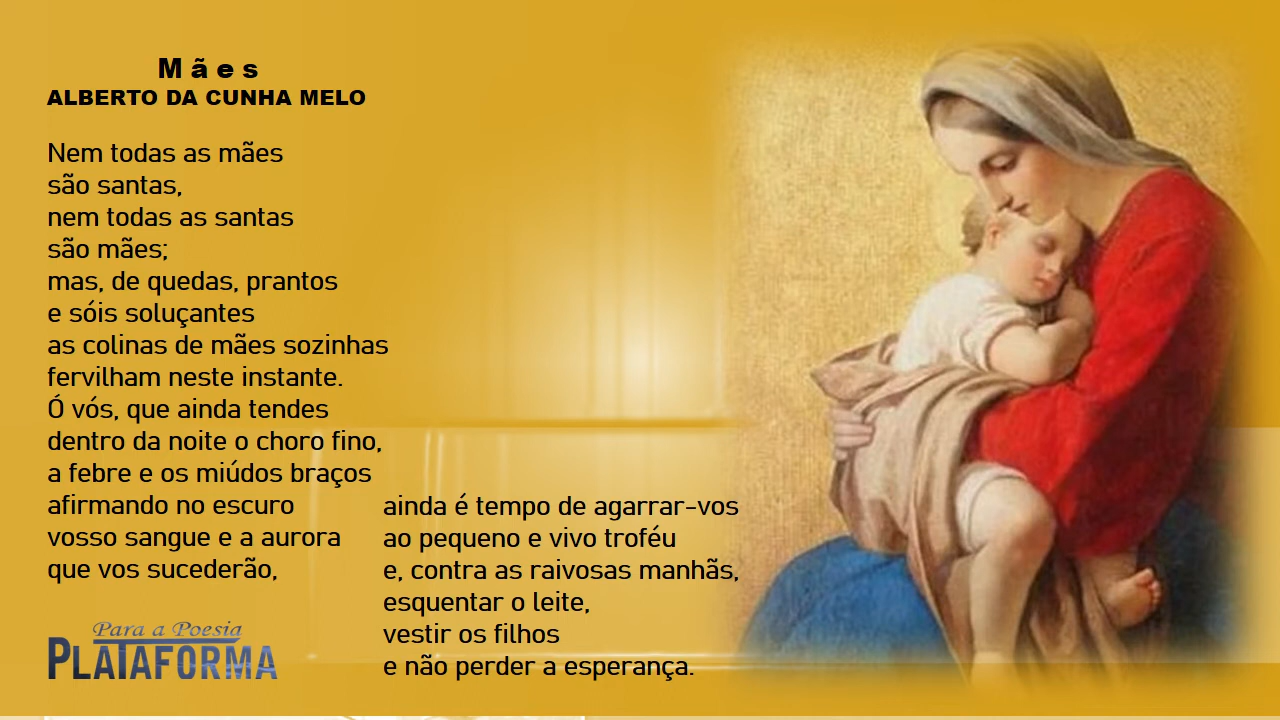 M ã e s
ALBERTO DA CUNHA MELO
Nem todas as mães
são santas,
nem todas as santas
são mães;
mas, de quedas, prantos
e sóis soluçantes
as colinas de mães sozinhas
fervilham neste instante.
Ó vós, que ainda tendes
dentro da noite o choro fino,
a febre e os miúdos braços
afirmando no escuro
vosso sangue e a aurora
que vos sucederão,
ainda é tempo de agarrar-vos
ao pequeno e vivo troféu
e, contra as raivosas manhãs,
esquentar o leite,
vestir os filhos
e não perder a esperança.
Para a Poesia
PLATAFORMA